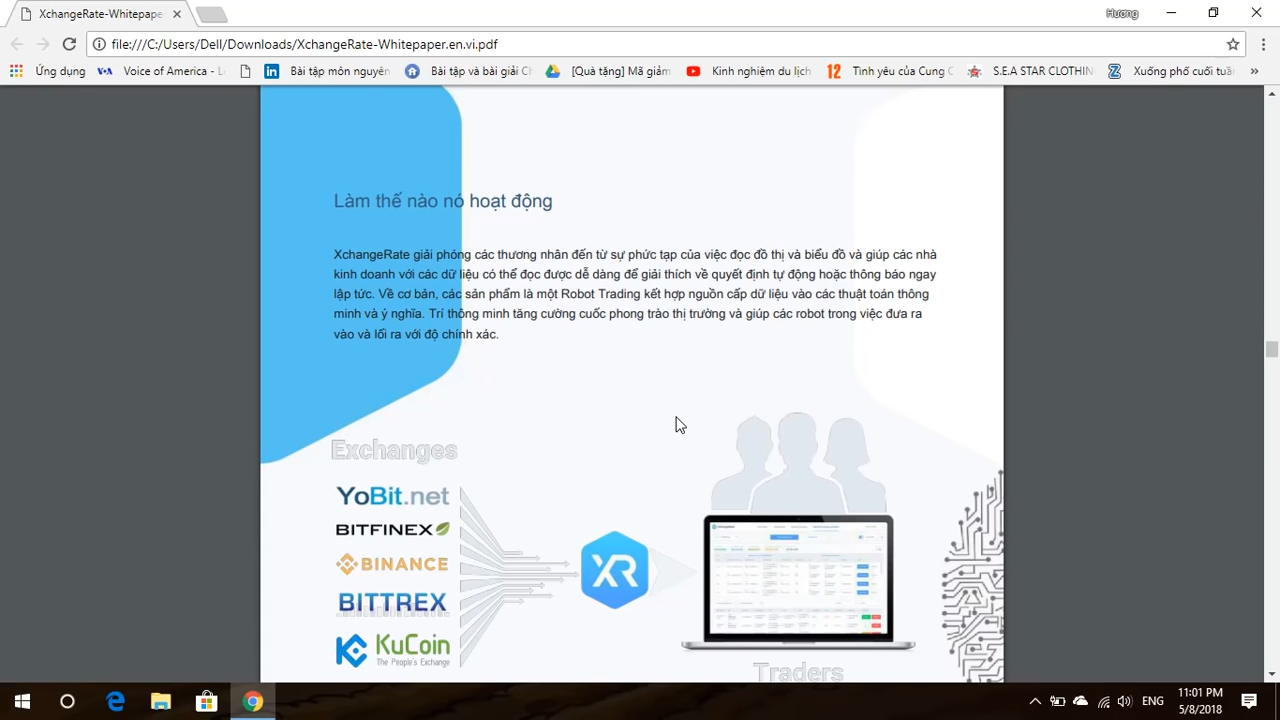 XchangeRate-Whitepape
Hương
file:///C:/Users/Dell/Downloads/XchangeRate-Whitepaper.en.vi.pdf
Ứng dụng VOA Voice of America - L Bài tập môn nguyên Bài tập và bài giải Ch [Quà tặng] Mã giảm Kinh nghiệm du lịch 12 Tình yêu của Cung C S.E.A STAR CLOTHIN Xuống phố cuối tuần »
Làm thế nào nó hoạt động
XchangeRate giải phóng các thương nhân đến từ sự phức tạp của việc đọc đồ thị và biểu đồ và giúp các nhà
kinh doanh với các dữ liệu có thể đọc được dễ dàng để giải thích về quyết định tự động hoặc thông báo ngay
lập tức. Về cơ bản, các sản phẩm là một Robot Trading kết hợp nguồn cấp dữ liệu vào các thuật toán thông
minh và ý nghĩa. Trí thông minh tăng cường cuốc phong trào thị trường và giúp các robot trong việc đưa ra
vào và lối ra với độ chính xác.
Exchanges
YoBit.net
BITFINEX
BINANCE
BITTREX
KuCoin
The People's Exchange
XR
Traders
ENG
11:01 PM
5/8/2018